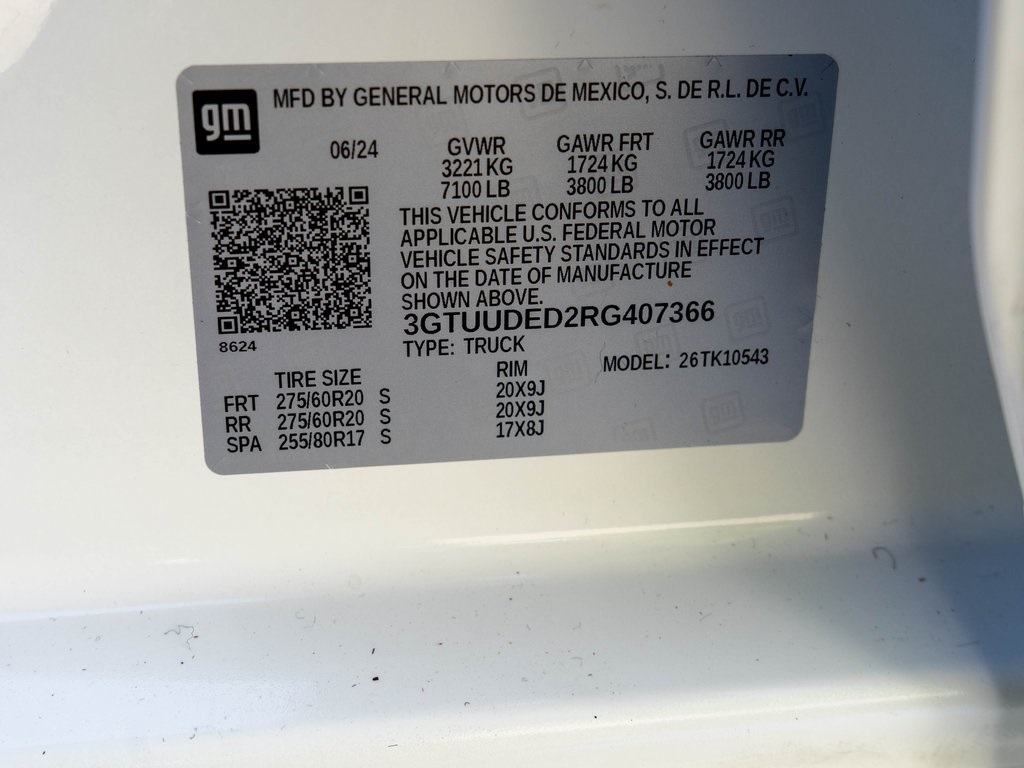 gm
MFD BY GENERAL MOTORS DE MEXICO, S. DE R.L. DE C.V.
06/24 GVWR GAWR FRT GAWR RR
3221 KG 1724 KG 1724 KG
7100 LB 3800 LB 3800 LB
THIS VEHICLE CONFORMS TO ALL
APPLICABLE U.S. FEDERAL MOTOR
VEHICLE SAFETY STANDARDS IN EFFECT
ON THE DATE OF MANUFACTURE
SHOWN ABOVE.
3GTUUDED2RG407366
8624
TYPE: TRUCK
MODEL: 26TK10543
TIRE SIZE RIM
FRT 275/60R20 S 20X9J
RR 275/60R20 S 20X9J
SPA 255/80R17 S 17X8J